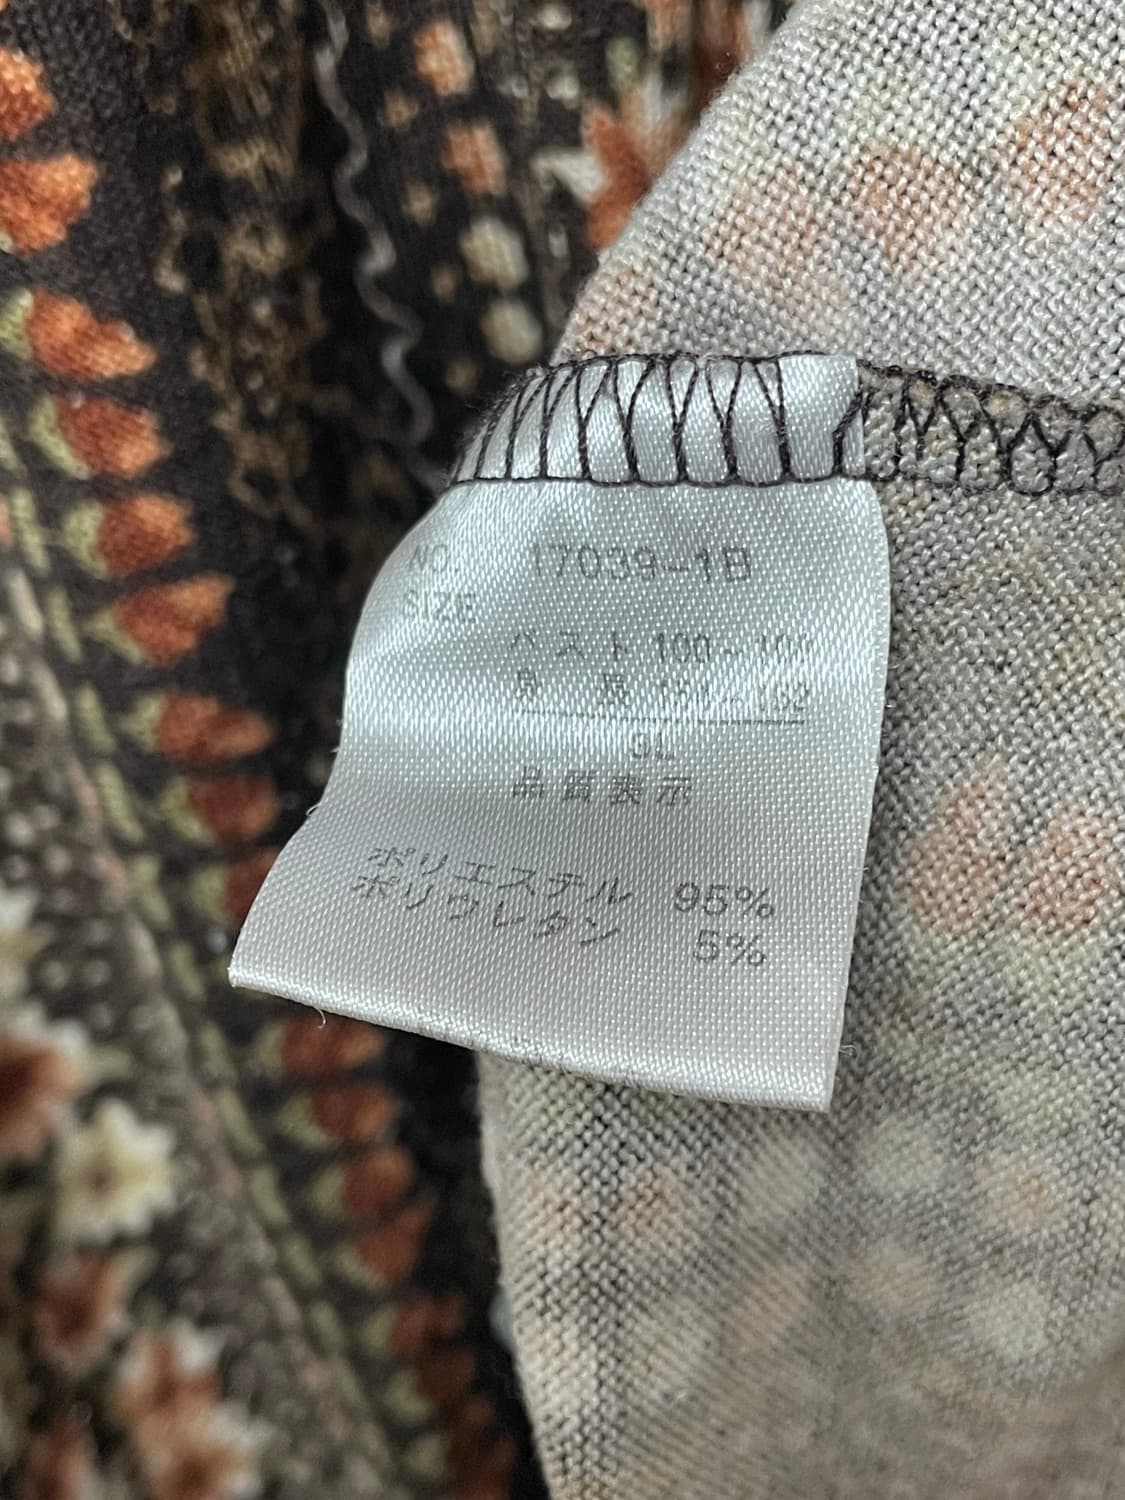 NO. 17039-1B
SIZE
バスト 100~
身 長
品質表示
ポリエステル 95%
ポリウレタン 5%